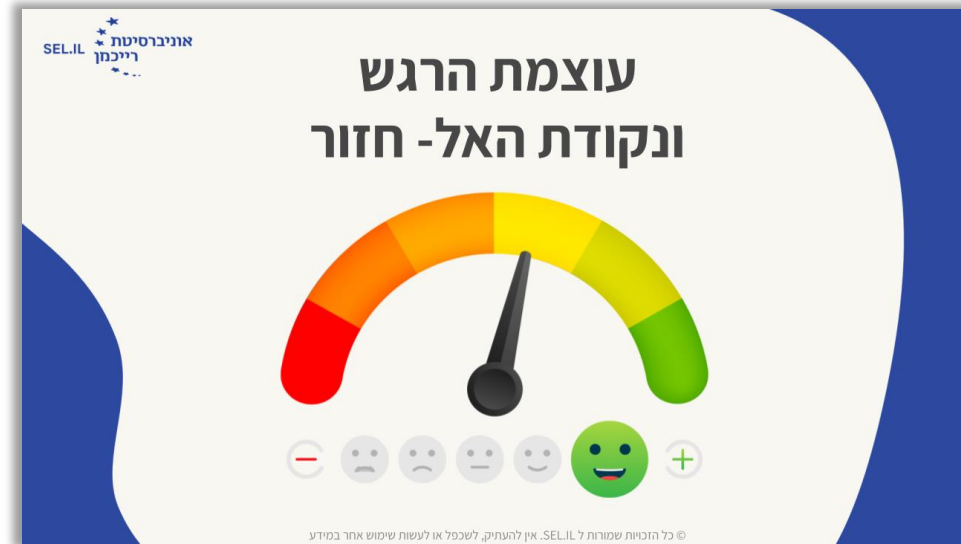 SEL.IL
אוניברסיטת
רייכמן
עוצמת הרגש
ונקודת האל- חזור
© כל הזכויות שמורות ל SEL.IL. אין להעתיק, לשכפל או לעשות שימוש אחר במידע